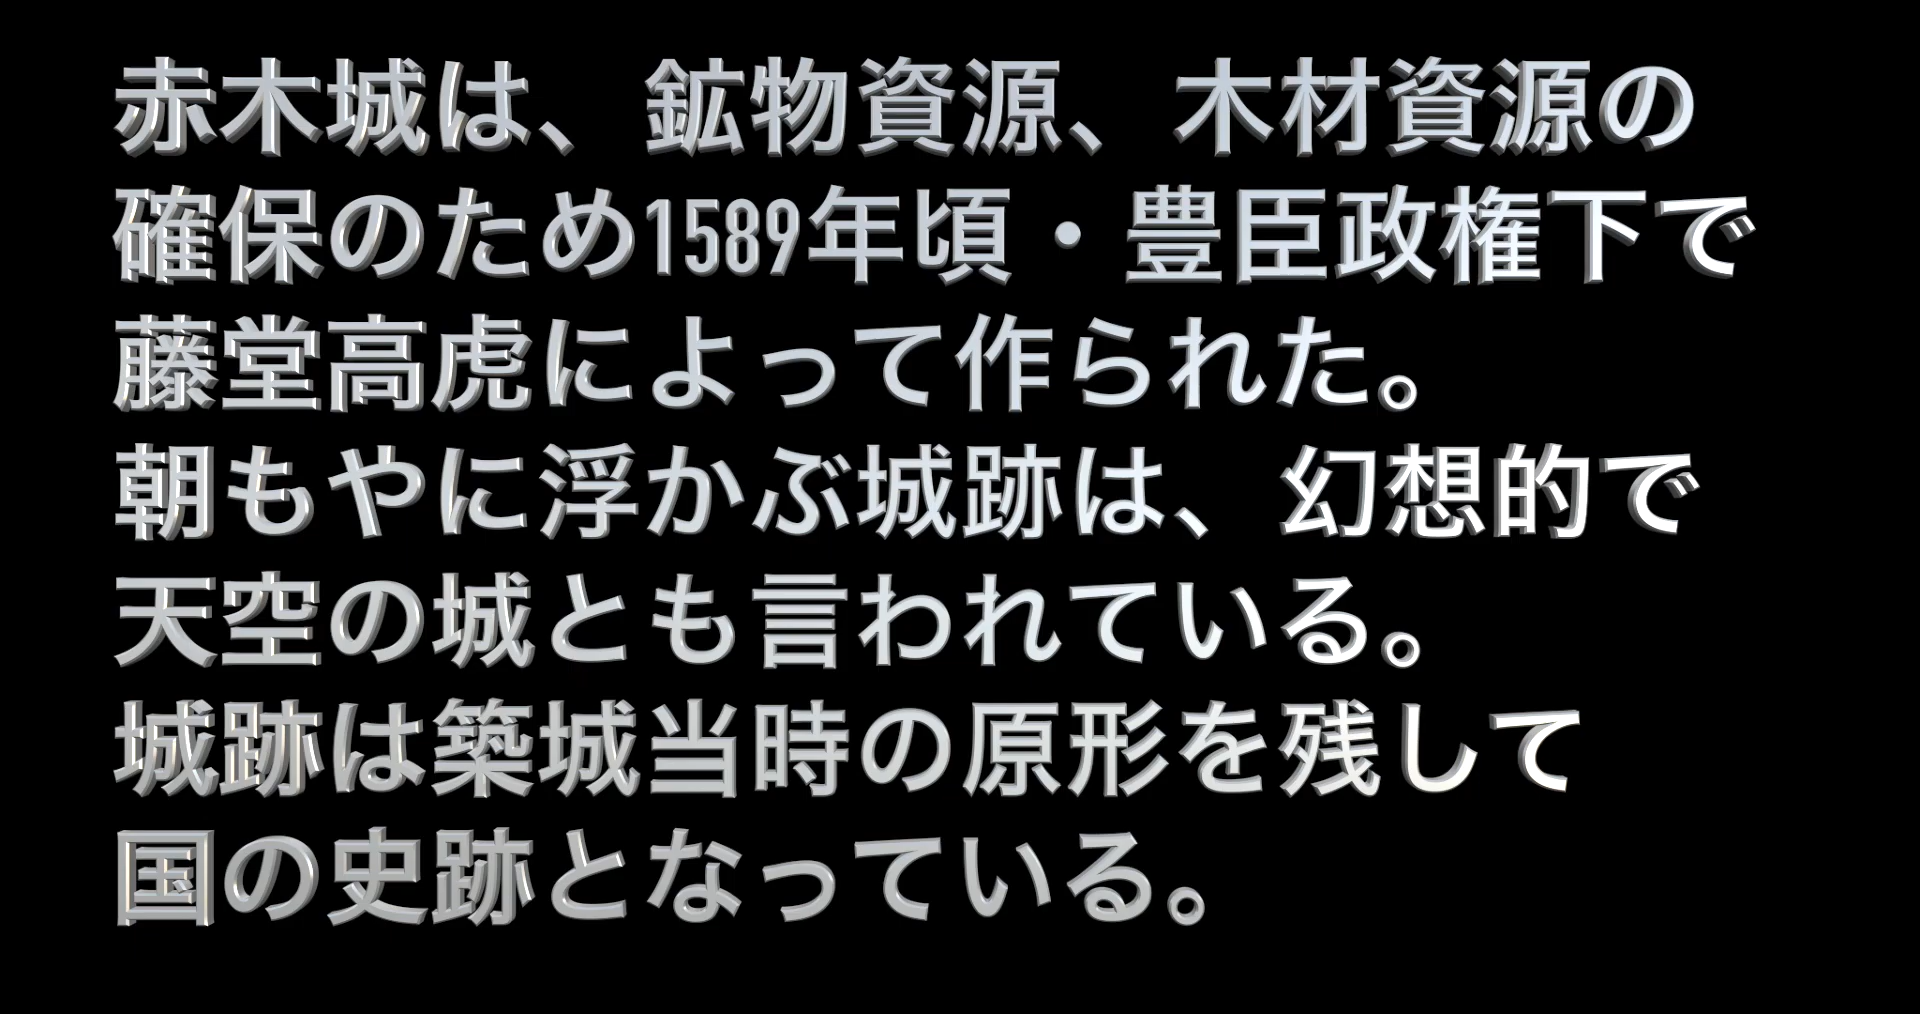 赤木城は、鉱物資源、木材資源の
確保のため1589年頃・豊臣政権下で
藤堂高虎によって作られた。
朝もやに浮かぶ城跡は、幻想的で
天空の城とも言われている。
城跡は築城当時の原形を残して
国の史跡となっている。